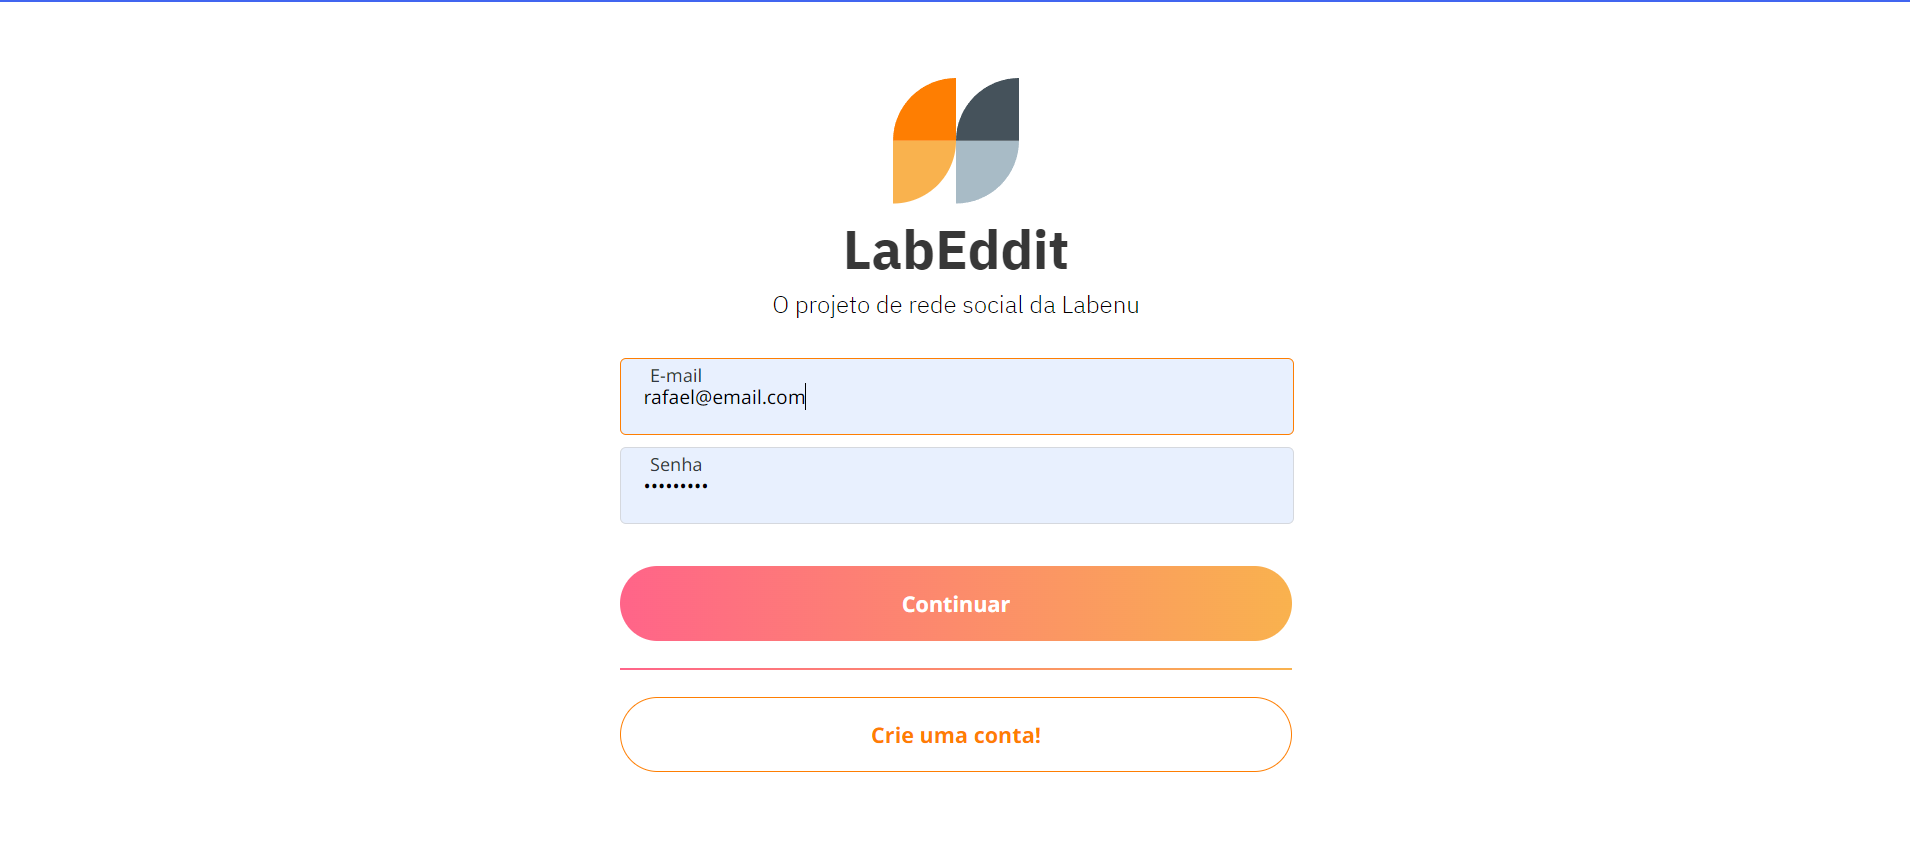 LabEddit
O projeto de rede social da Labenu
E-mail
rafael@email.com
Senha
•••••••••
Continuar
Crie uma conta!